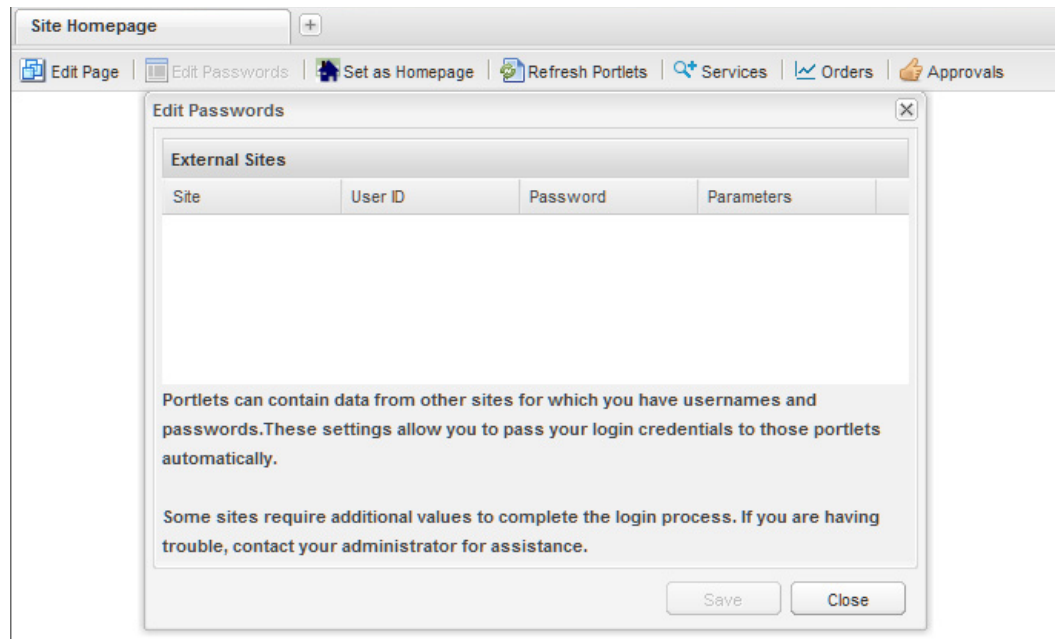 Site Homepage
Edit Page Edit Passwords Set as Homepage Refresh Portlets Services Orders Approvals
Edit Passwords
External Sites
Site User ID Password Parameters
Portlets can contain data from other sites for which you have usernames and
passwords.These settings allow you to pass your login credentials to those portlets
automatically.
Some sites require additional values to complete the login process. If you are having
trouble, contact your administrator for assistance.
Save Close